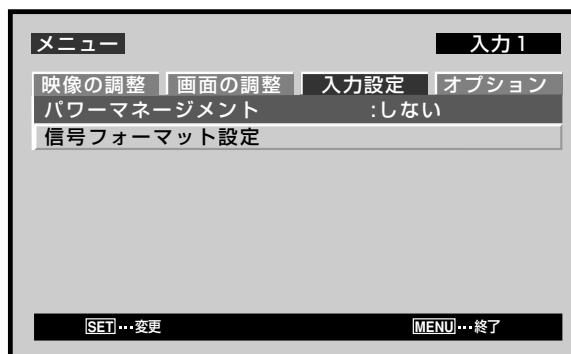 メニュー 入力1
映像の調整 画面の調整 入力設定 オプション
パワーマネージメント :しない
信号フォーマット設定
SET…変更 MENU…終了